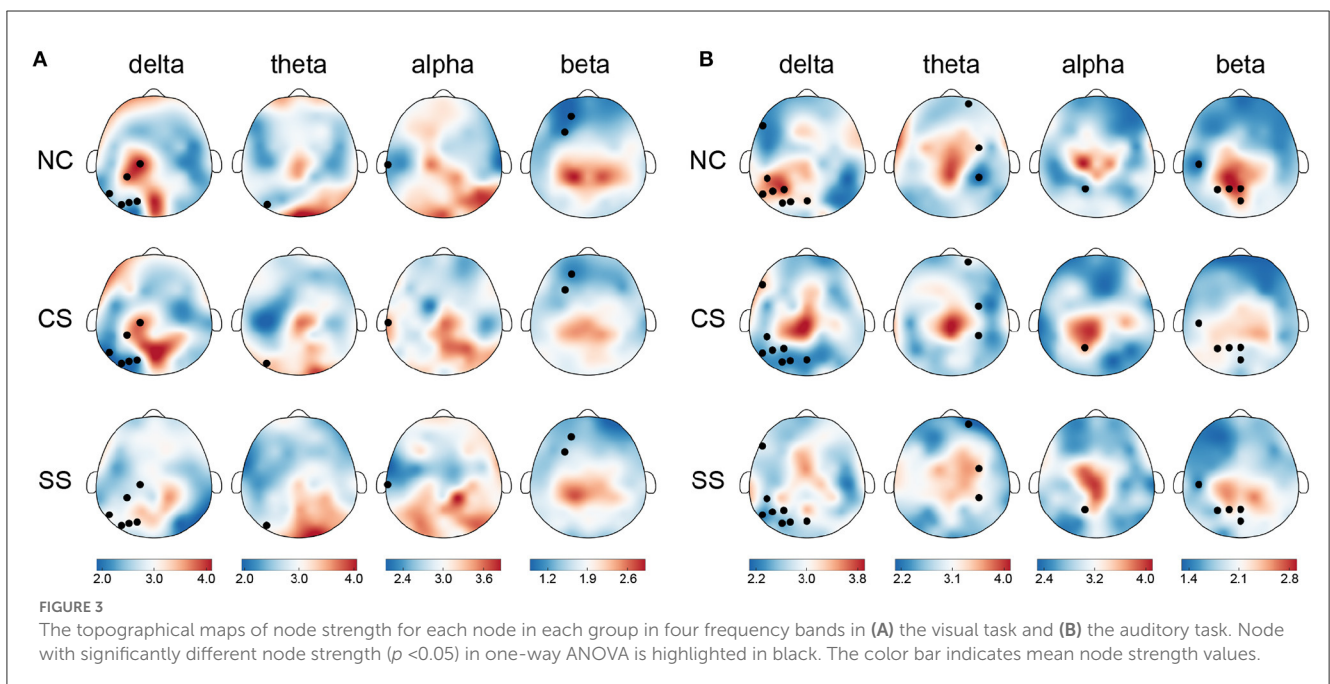 A delta theta alpha beta B delta theta alpha beta
NC NC
CS CS
SS SS
2.0 3.0 4.0 2.0 3.0 4.0 2.4 3.0 3.6 1.2 1.9 2.6 2.2 3.0 3.8 2.2 3.1 4.0 2.4 3.2 4.0 1.4 2.1 2.8
FIGURE 3
The topographical maps of node strength for each node in each group in four frequency bands in (A) the visual task and (B) the auditory task. Node
with significantly different node strength (p <0.05) in one-way ANOVA is highlighted in black. The color bar indicates mean node strength values.